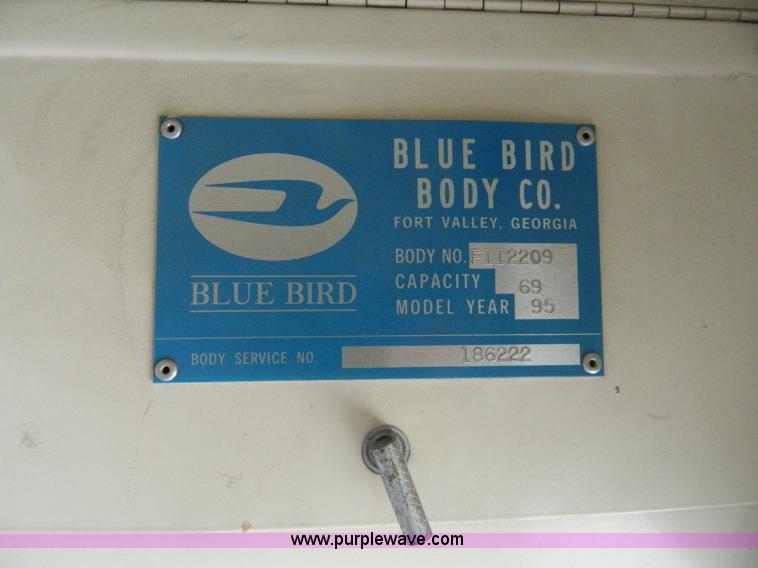 BLUE BIRD
BODY CO.
FORT VALLEY, GEORGIA
BODY NO. F112209
CAPACITY 69
MODEL YEAR 95
BLUE BIRD
BODY SERVICE NO. 186222
www.purplewave.com